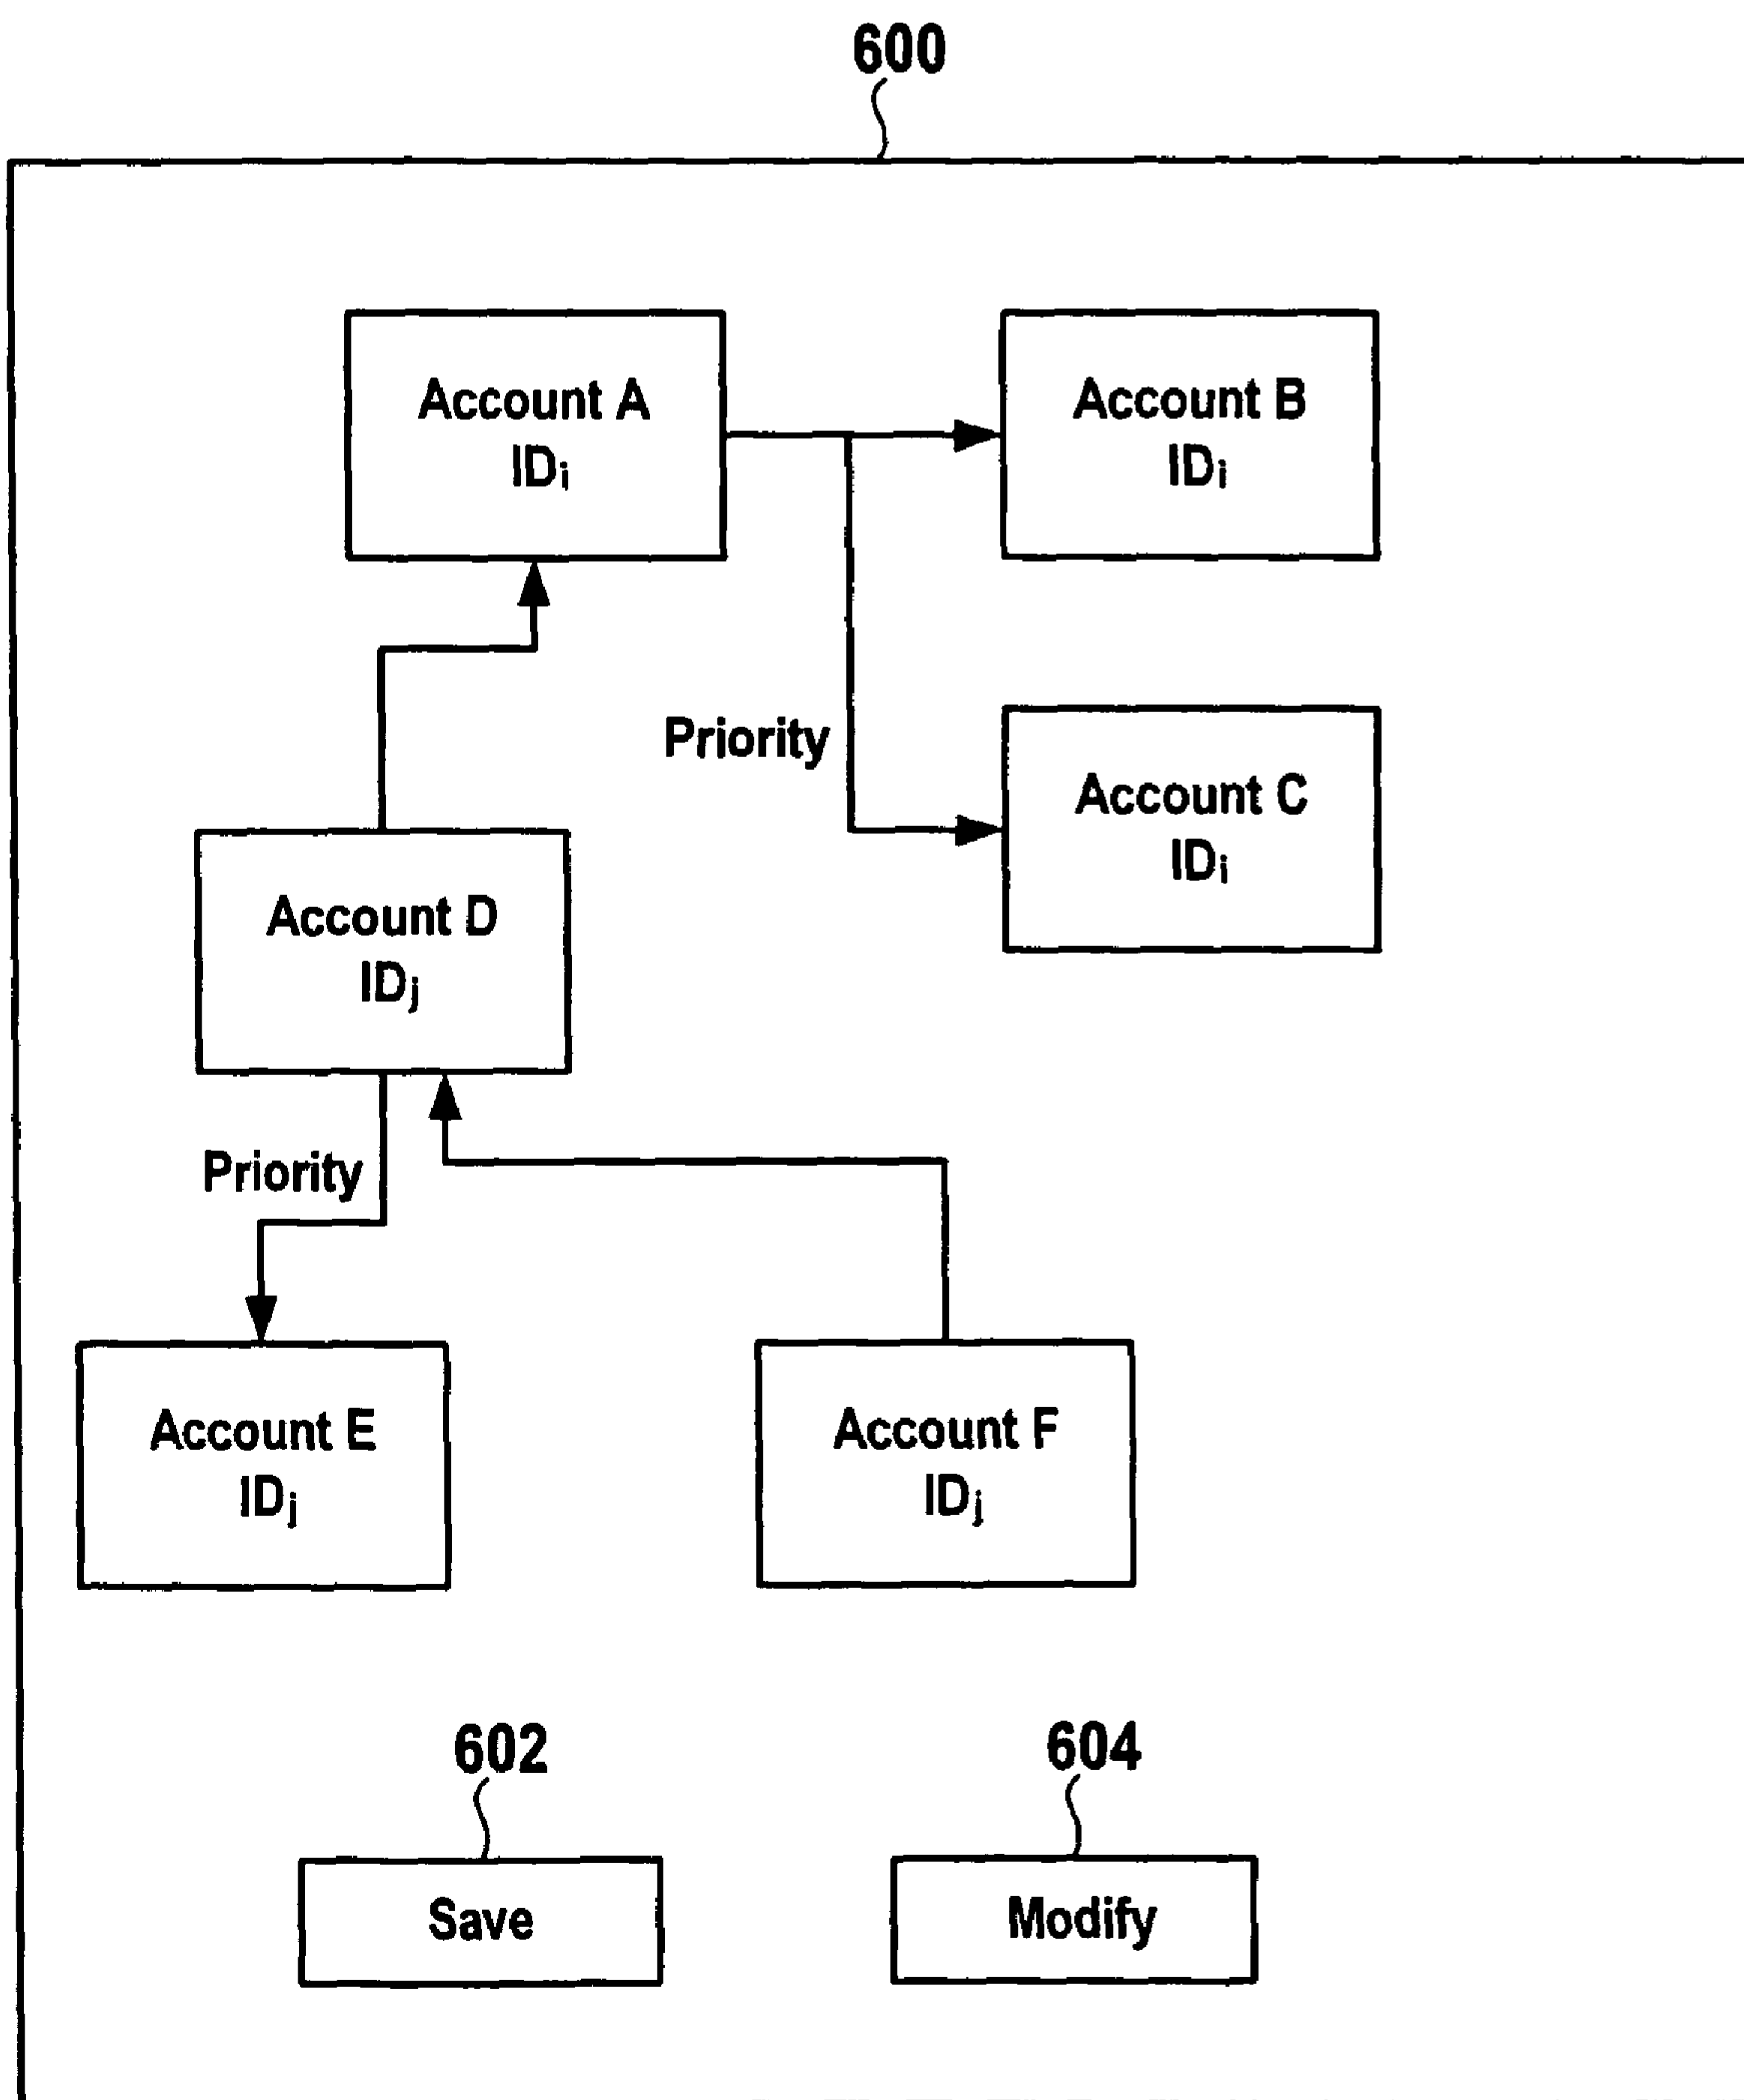 600
Account A
IDi
Account B
IDi
Priority
Account C
IDi
Account D
IDj
Priority
Account E
IDj
Account F
IDj
602
604
Save
Modify